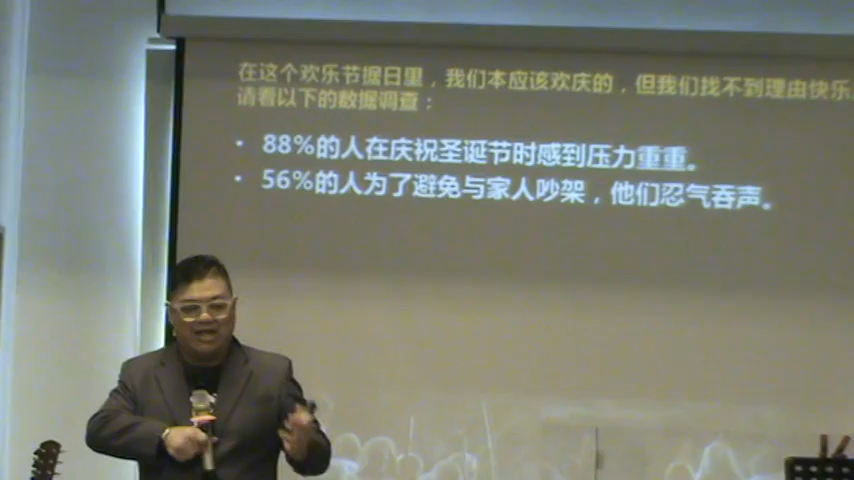 在这个欢乐节据日里，我们本应该欢庆的，但我们找不到理由快乐
请看以下的数据调查：
• 88%的人在庆祝圣诞节时感到压力重重。
• 56%的人为了避免与家人吵架，他们忍气吞声。